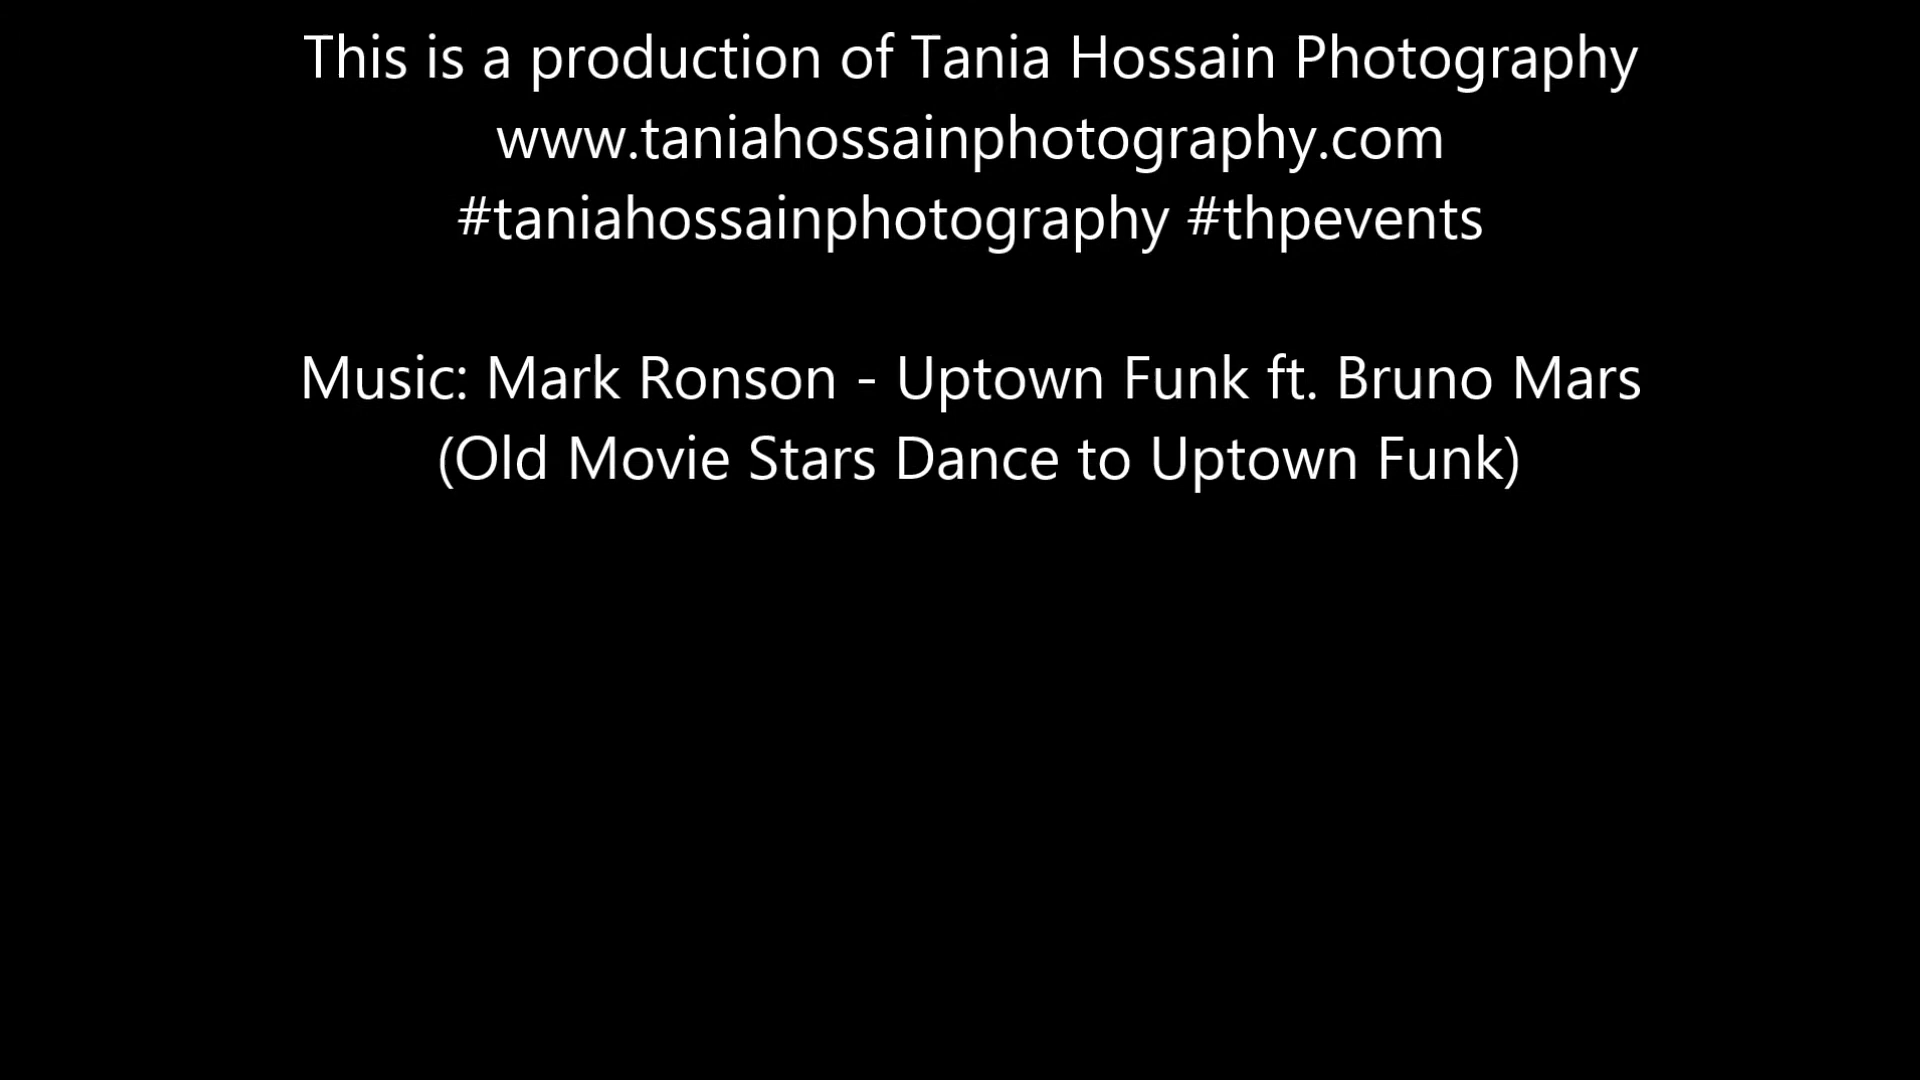 This is a production of Tania Hossain Photography
www.taniahossainphotography.com
#taniahossainphotography #thpevents
Music: Mark Ronson - Uptown Funk ft. Bruno Mars
(Old Movie Stars Dance to Uptown Funk)